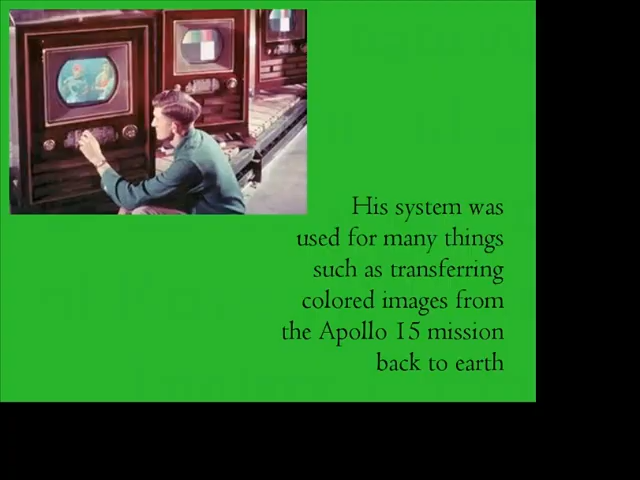 His system was
used for many things
such as transferring
colored images from
the Apollo 15 mission
back to earth